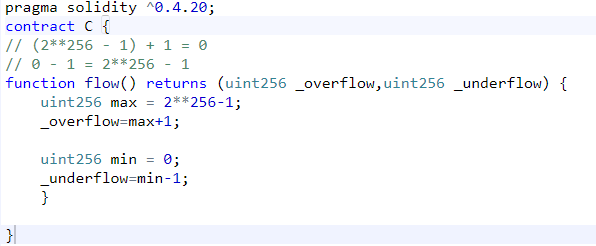 pragma solidity ^0.4.20;
contract C {
// (2**256 - 1) + 1 = 0
// 0 - 1 = 2**256 - 1
function flow() returns (uint256 _overflow,uint256 _underflow) {
    uint256 max = 2**256-1;
    _overflow=max+1;

    uint256 min = 0;
    _underflow=min-1;
    }

}